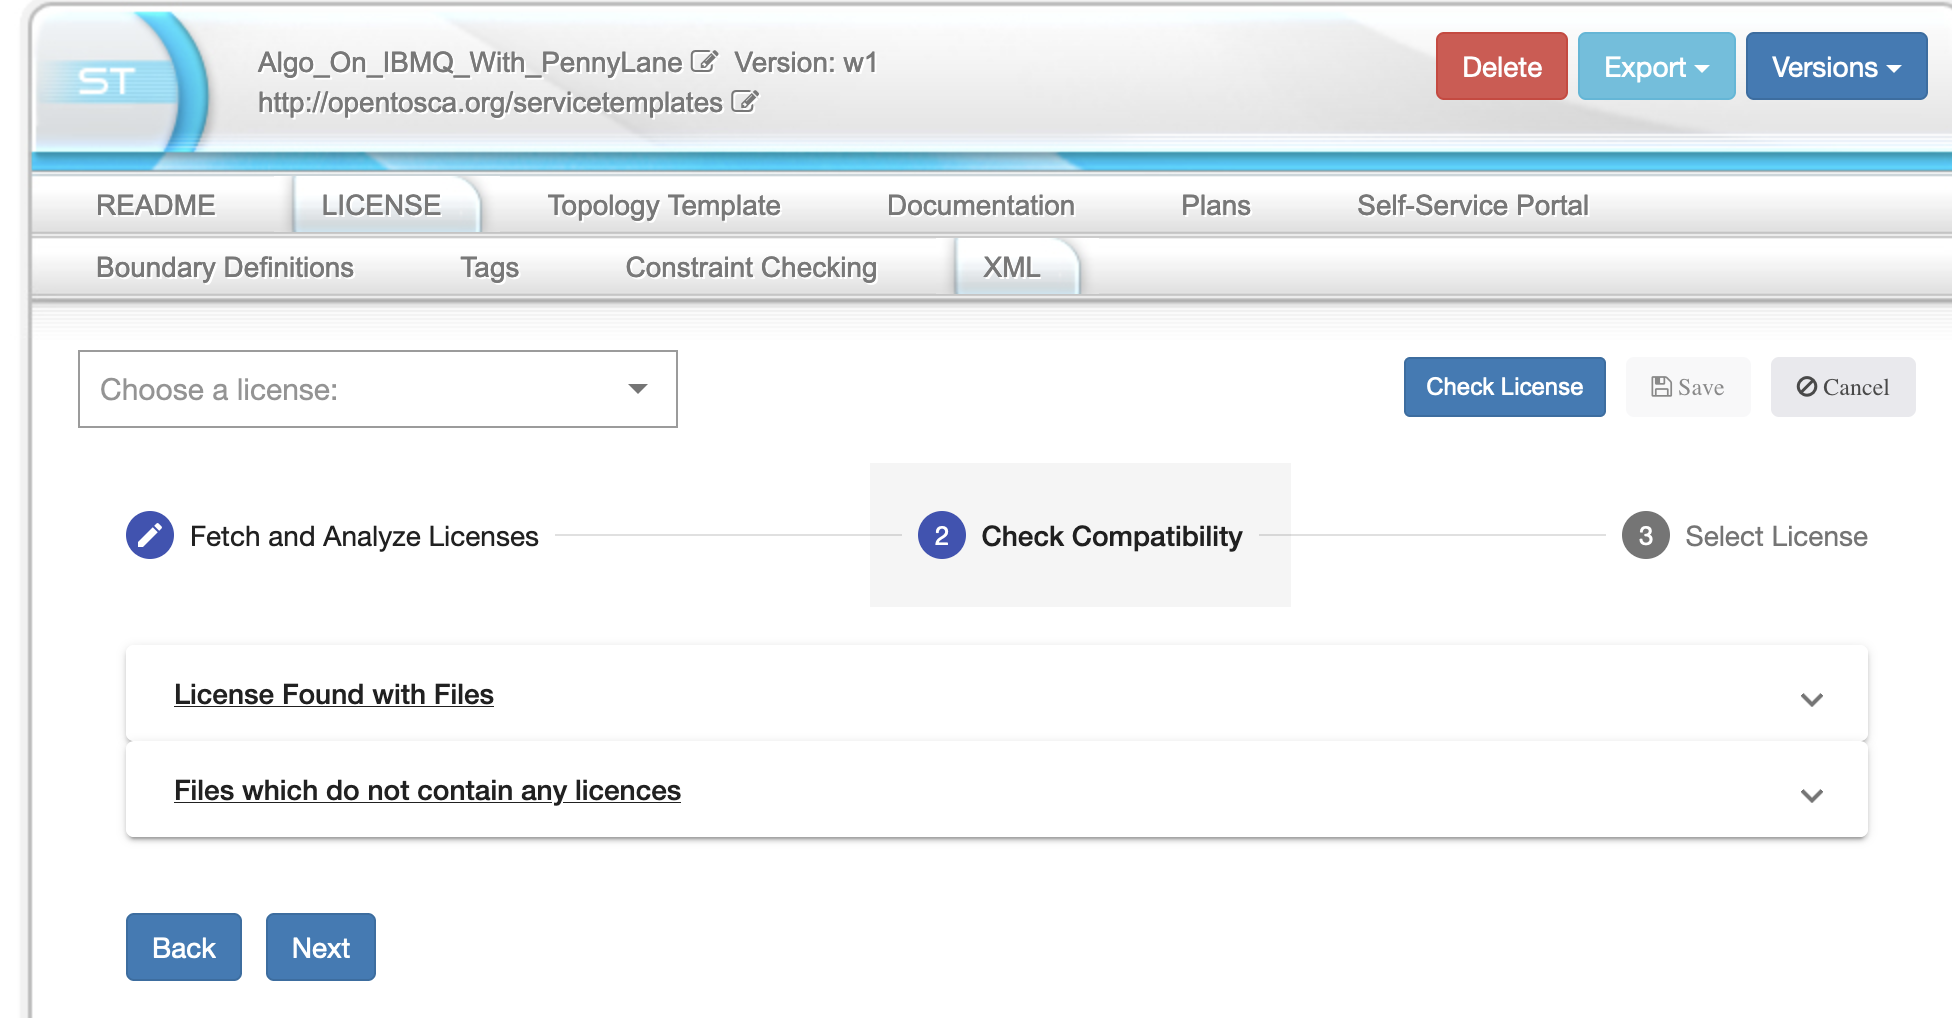 ST
Algo_On_IBMQ_With_PennyLane Version: w1
http://opentosca.org/servicetemplates
Delete Export Versions
README LICENSE Topology Template Documentation Plans Self-Service Portal
Boundary Definitions Tags Constraint Checking XML
Choose a license:
Check License Save Cancel
Fetch and Analyze Licenses 2 Check Compatibility 3 Select License
License Found with Files
Files which do not contain any licences
Back Next